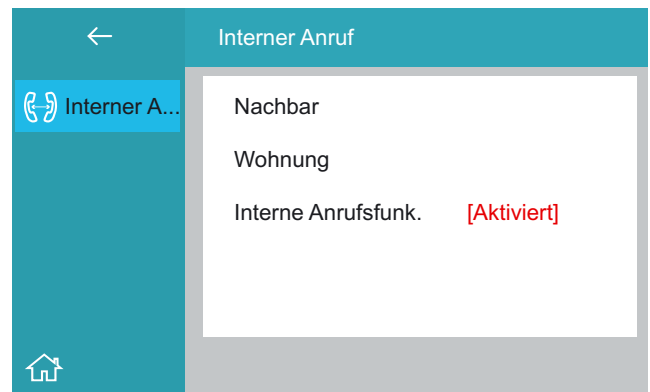 Interner Anruf
Interner A...
Nachbar
Wohnung
Interne Anrufsfunk. [Aktiviert]